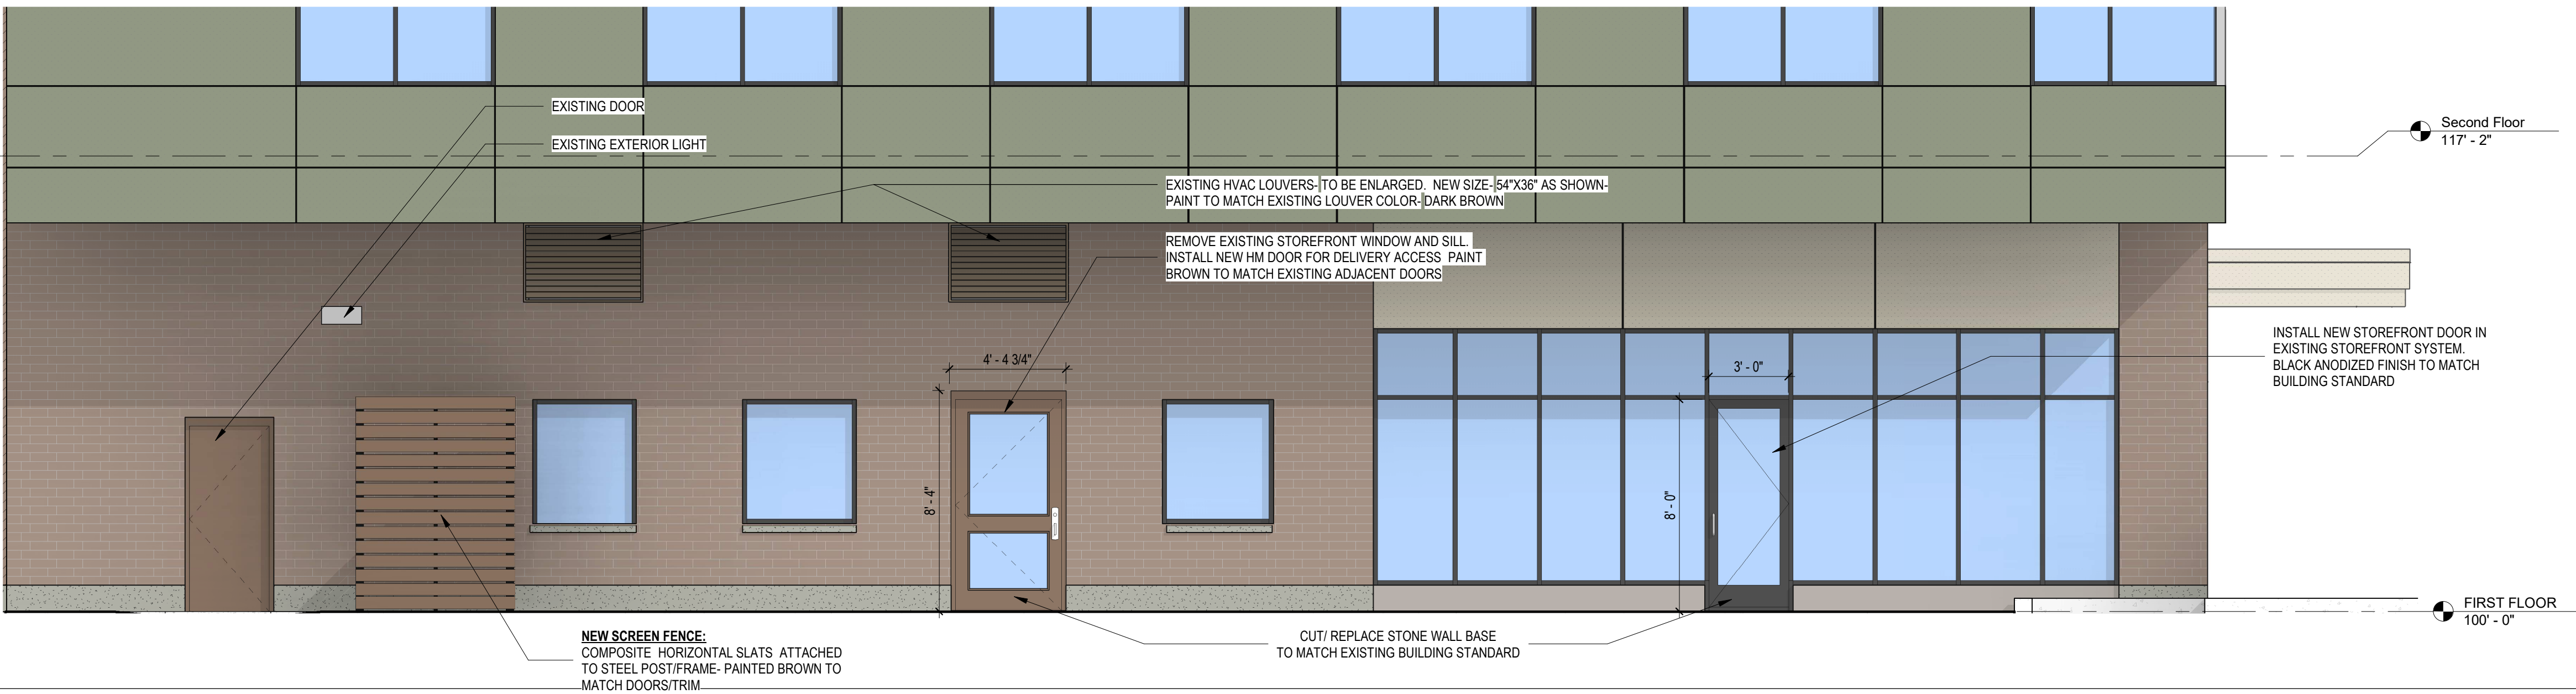 EXISTING DOOR
EXISTING EXTERIOR LIGHT
Second Floor
117' - 2"
EXISTING HVAC LOUVERS- TO BE ENLARGED.  NEW SIZE- 54"X36" AS SHOWN-
PAINT TO MATCH EXISTING LOUVER COLOR- DARK BROWN
REMOVE EXISTING STOREFRONT WINDOW AND SILL.
INSTALL NEW HM DOOR FOR DELIVERY ACCESS  PAINT
BROWN TO MATCH EXISTING ADJACENT DOORS
INSTALL NEW STOREFRONT DOOR IN
EXISTING STOREFRONT SYSTEM.
BLACK ANODIZED FINISH TO MATCH
BUILDING STANDARD
4' - 4 3/4"
3' - 0"
8' - 4"
8' - 0"
FIRST FLOOR
100' - 0"
NEW SCREEN FENCE:
COMPOSITE  HORIZONTAL SLATS  ATTACHED
TO STEEL POST/FRAME- PAINTED BROWN TO
MATCH DOORS/TRIM
CUT/ REPLACE STONE WALL BASE
TO MATCH EXISTING BUILDING STANDARD